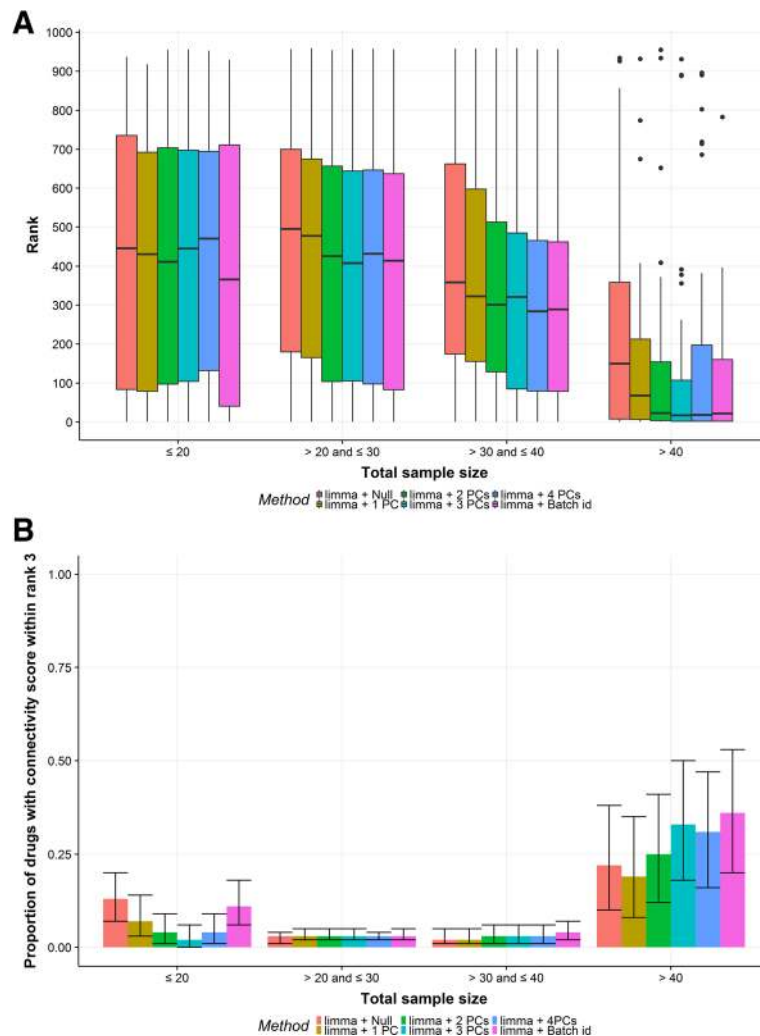 A
1000
900
800
700
600
500
400
300
200
100
0
Rank
≤ 20
> 20 and ≤ 30
> 30 and ≤ 40
> 40
Total sample size
Method
limma + Null
limma + 2 PCs
limma + 4 PCs
limma + 1 PC
limma + 3 PCs
limma + Batch id
B
Proportion of drugs with connectivity score within rank 3
1.00
0.75
0.50
0.25
0.00
≤ 20
> 20 and ≤ 30
> 30 and ≤ 40
> 40
Total sample size
Method
limma + Null
limma + 2 PCs
limma + 4PCs
limma + 1 PC
limma + 3 PCs
limma + Batch id